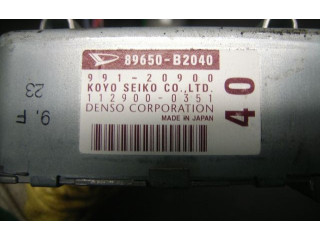 89650-B2040
991-20900
KOYO SEIKO CO.,LTD.
112900-0351
DENSO CORPORATION
MADE IN JAPAN
40
9. F
23